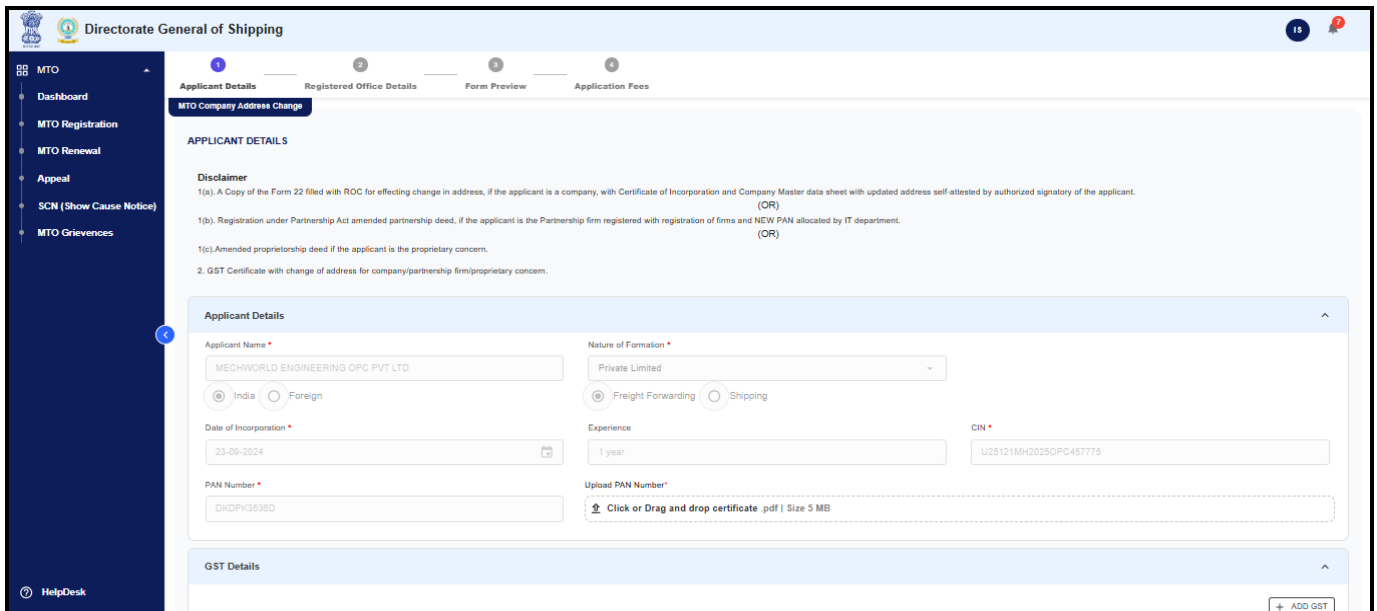 Directorate General of Shipping
IS
7
MTO
Dashboard
MTO Registration
MTO Renewal
Appeal
SCN (Show Cause Notice)
MTO Grievences
HelpDesk
1 2 3 4
Applicant Details Registered Office Details Form Preview Application Fees
MTO Company Address Change
APPLICANT DETAILS
Disclaimer
1(a). A Copy of the Form 22 filled with ROC for effecting change in address, if the applicant is a company, with Certificate of Incorporation and Company Master data sheet with updated address self-attested by authorized signatory of the applicant.
(OR)
1(b). Registration under Partnership Act amended partnership deed, if the applicant is the Partnership firm registered with registration of firms and NEW PAN allocated by IT department.
(OR)
1(c).Amended proprietorship deed if the applicant is the proprietary concern.
2. GST Certificate with change of address for company/partnership firm/proprietary concern.
Applicant Details
Applicant Name * Nature of Formation *
MECHWORLD ENGINEERING OPC PVT LTD Private Limited
India Foreign Freight Forwarding Shipping
Date of Incorporation * Experience CIN *
23-09-2024 1 year U25121MH2025OPC457775
PAN Number * Upload PAN Number*
DKDPK3536D Click or Drag and drop certificate .pdf | Size 5 MB
GST Details
+ ADD GST